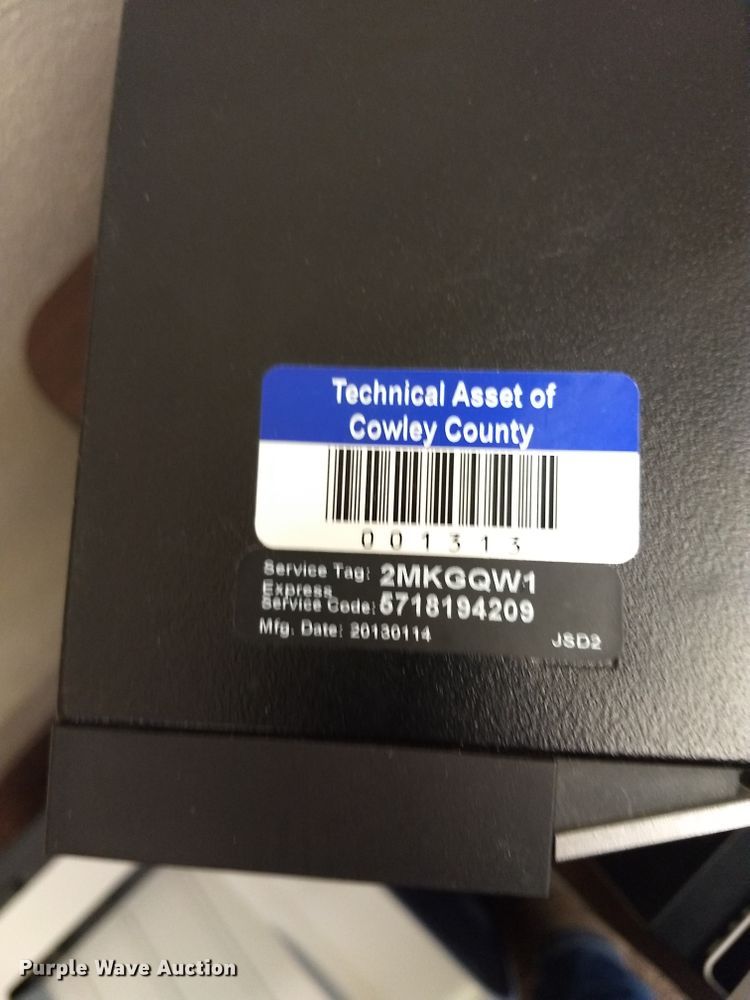 Technical Asset of
Cowley County
001313
Service Tag: 2MKGQW1
Express
Service Code: 5718194209
Mfg. Date: 20130114
JSD2
Purple Wave Auction